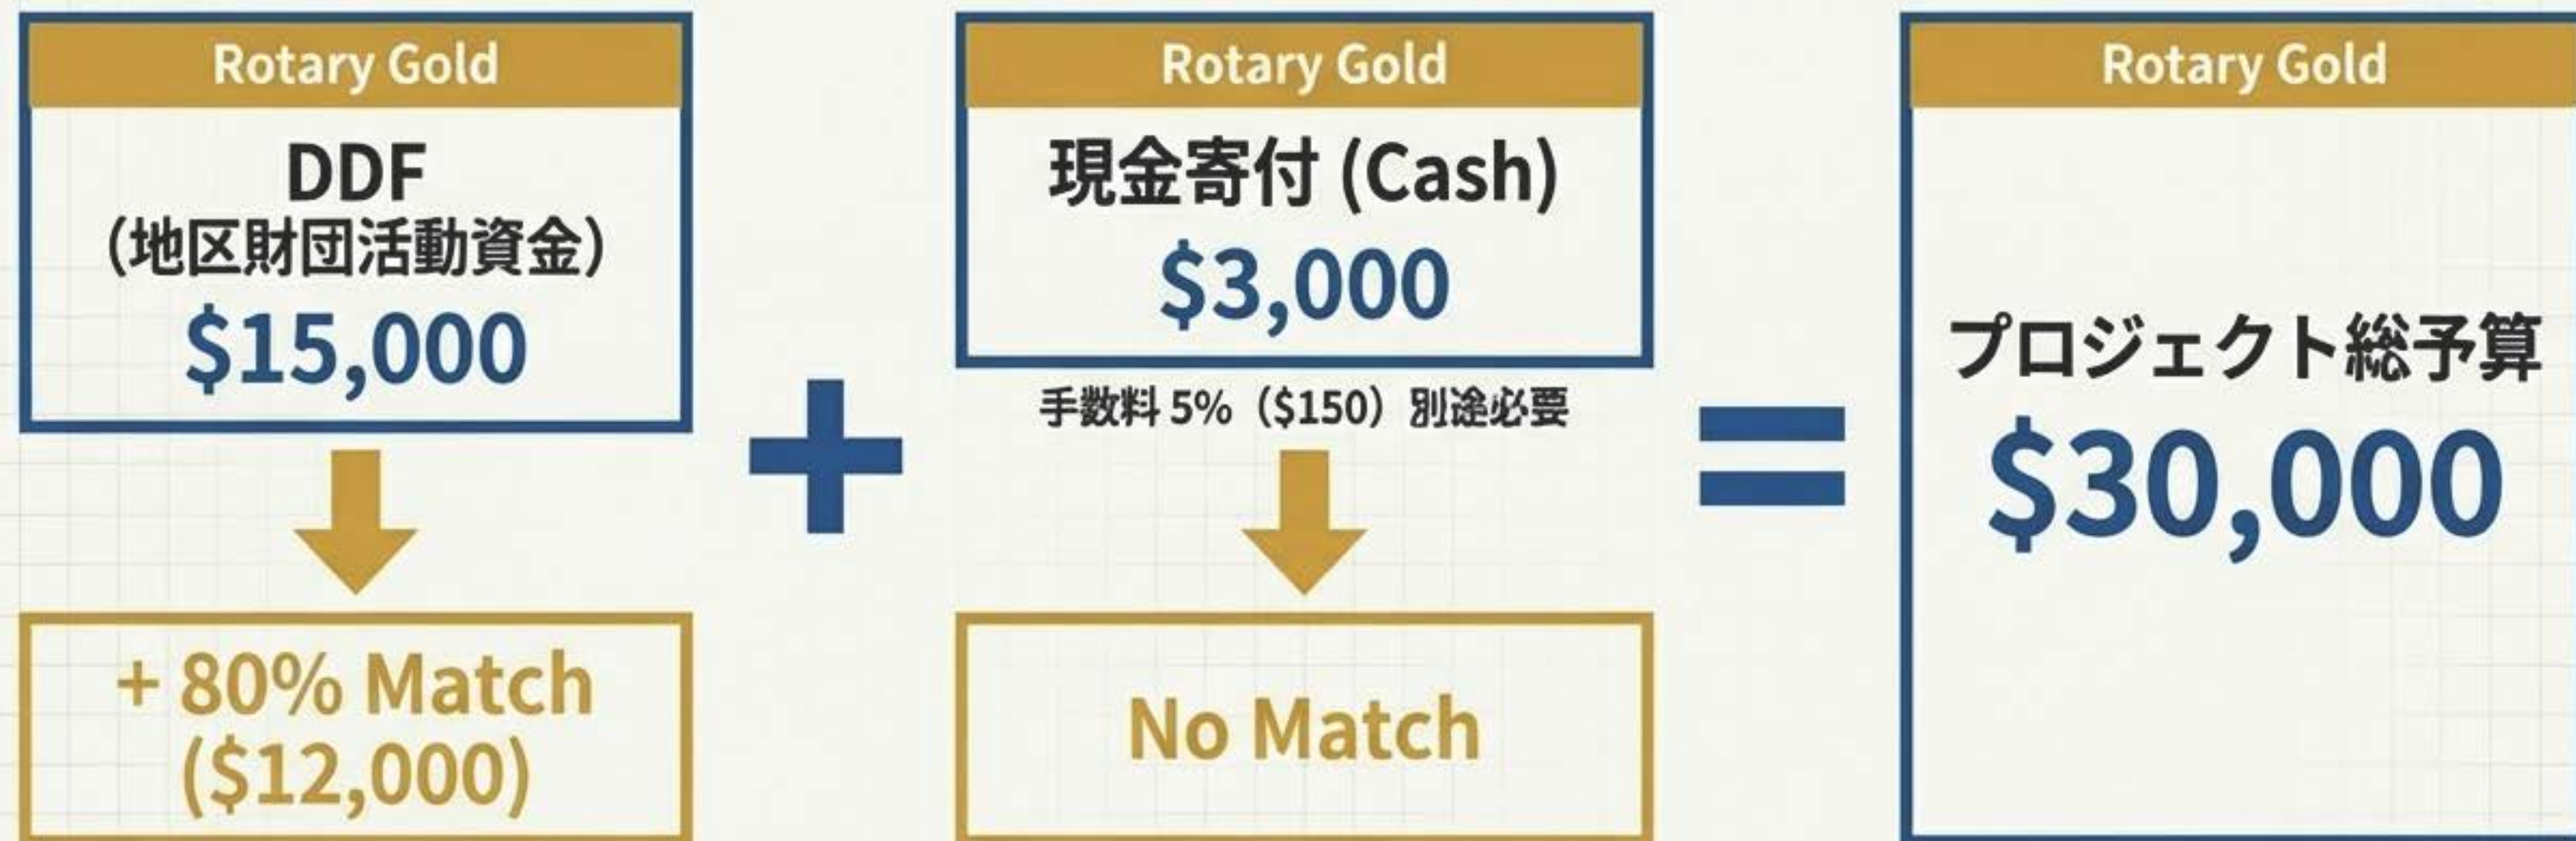 Rotary Gold
DDF
（地区財団活動資金）
$15,000
+ 80% Match
($12,000)
+
Rotary Gold
現金寄付 (Cash)
$3,000
手数料 5%（$150）別途必要
No Match
=
Rotary Gold
プロジェクト総予算
$30,000